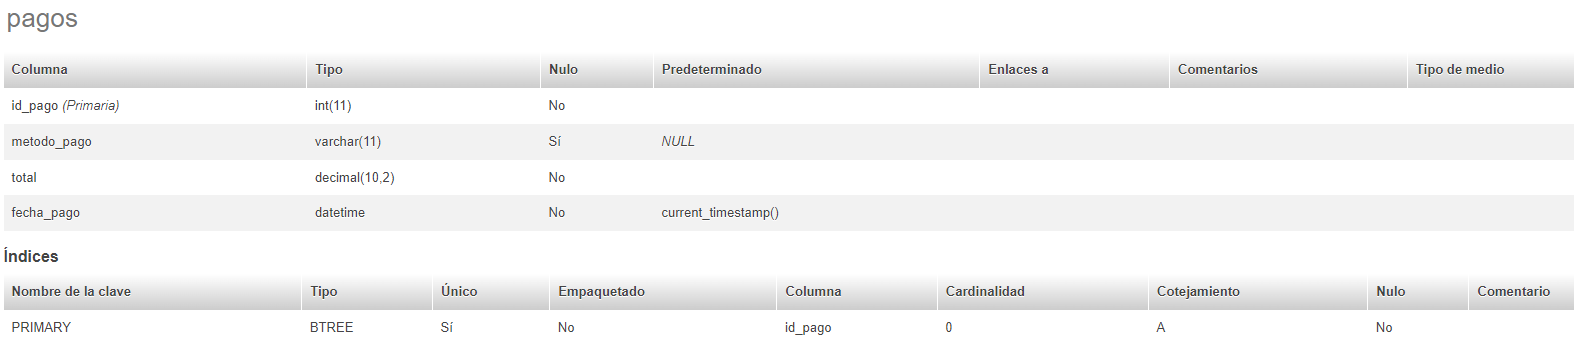 pagos
Columna Tipo Nulo Predeterminado Enlaces a Comentarios Tipo de medio
id_pago (Primaria) int(11) No
metodo_pago varchar(11) Sí NULL
total decimal(10,2) No
fecha_pago datetime No current_timestamp()
Índices
Nombre de la clave Tipo Único Empaquetado Columna Cardinalidad Cotejamiento Nulo Comentario
PRIMARY BTREE Sí No id_pago 0 A No